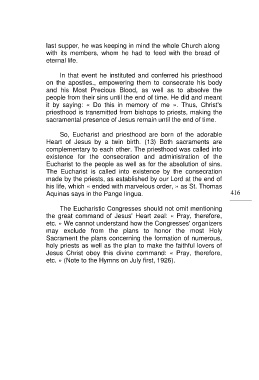 last supper, he was keeping in mind the whole Church along
with its members, whom he had to feed with the bread of
eternal life.
In that event he instituted and conferred his priesthood
on the apostles., empowering them to consecrate his body
and his Most Precious Blood, as well as to absolve the
people from their sins until the end of time. He did and meant
it by saying: « Do this in memory of me ». Thus, Christ's
priesthood is transmitted from bishops to priests, making the
sacramental presence of Jesus remain until the end of time.
So, Eucharist and priesthood are born of the adorable
Heart of Jesus by a twin birth. (13) Both sacraments are
complementary to each other. The priesthood was called into
existence for the consecration and administration of the
Eucharist to the people as well as for the absolution of sins.
The Eucharist is called into existence by the consecration
made by the priests, as established by our Lord at the end of
his life, which « ended with marvelous order, » as St. Thomas
Aquinas says in the Pange lingua.
416
The Eucharistic Congresses should not omit mentioning
the great command of Jesus' Heart zeal: « Pray, therefore,
etc. » We cannot understand how the Congresses' organizers
may exclude from the plans to honor the most Holy
Sacrament the plans concerning the formation of numerous,
holy priests as well as the plan to make the faithful lovers of
Jesus Christ obey this divine command: « Pray, therefore,
etc. » (Note to the Hymns on July first, 1926).